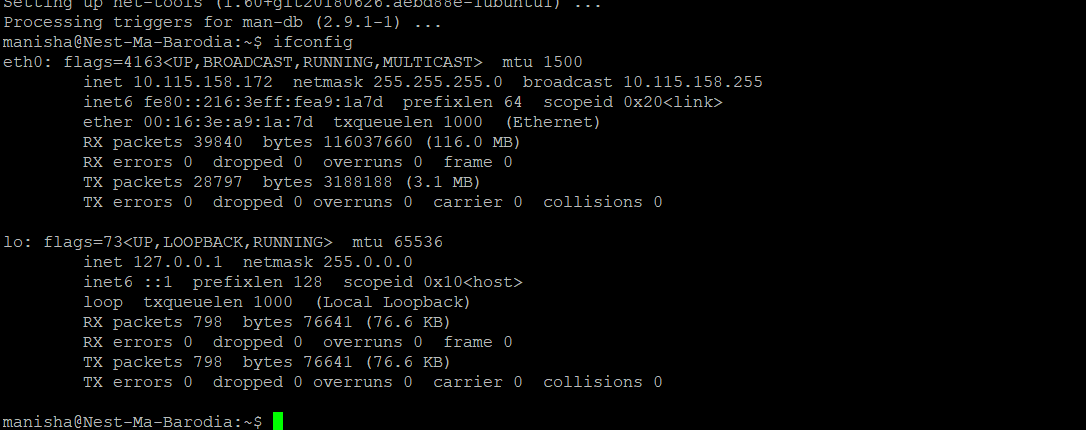 Setting up net-tools (1.60+git20180626.aebd88e-1ubuntu1) ...
Processing triggers for man-db (2.9.1-1) ...
manisha@Nest-Ma-Barodia:~$ ifconfig
eth0: flags=4163<UP,BROADCAST,RUNNING,MULTICAST>  mtu 1500
        inet 10.115.158.172  netmask 255.255.255.0  broadcast 10.115.158.255
        inet6 fe80::216:3eff:fea9:1a7d  prefixlen 64  scopeid 0x20<link>
        ether 00:16:3e:a9:1a:7d  txqueuelen 1000  (Ethernet)
        RX packets 39840  bytes 116037660 (116.0 MB)
        RX errors 0  dropped 0  overruns 0  frame 0
        TX packets 28797  bytes 3188188 (3.1 MB)
        TX errors 0  dropped 0 overruns 0  carrier 0  collisions 0

lo: flags=73<UP,LOOPBACK,RUNNING>  mtu 65536
        inet 127.0.0.1  netmask 255.0.0.0
        inet6 ::1  prefixlen 128  scopeid 0x10<host>
        loop  txqueuelen 1000  (Local Loopback)
        RX packets 798  bytes 76641 (76.6 KB)
        RX errors 0  dropped 0  overruns 0  frame 0
        TX packets 798  bytes 76641 (76.6 KB)
        TX errors 0  dropped 0 overruns 0  carrier 0  collisions 0

manisha@Nest-Ma-Barodia:~$